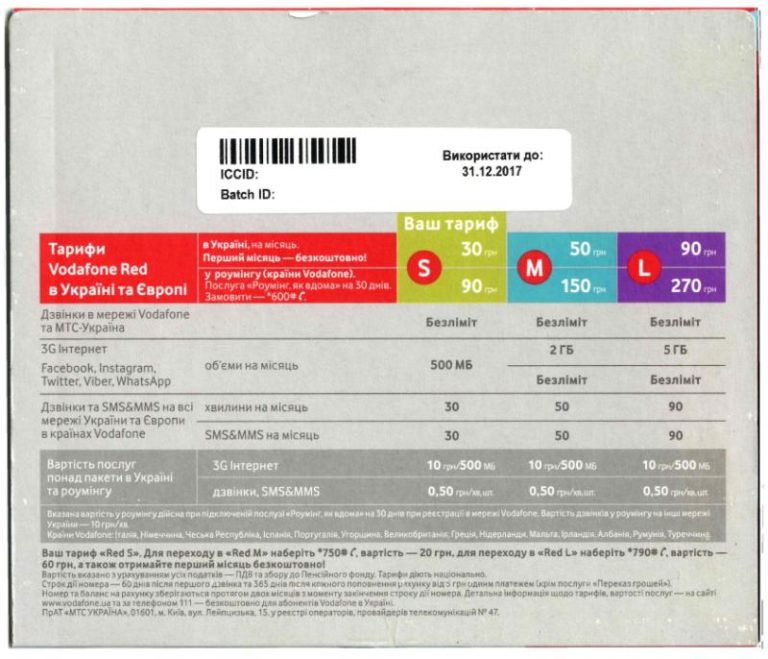 ICCID:
Batch ID:
Використати до:
31.12.2017
Ваш тариф
Тарифи
Vodafone Red
в Україні та Європі
в Україні, на місяць.
Перший місяць — безкоштовно!
у роумінгу (країни Vodafone).
Послуга «Роумінг, як вдома» на 30 днів.
Замовити — *600#
S 30 грн 90 грн
M 50 грн 150 грн
L 90 грн 270 грн
Дзвінки в мережі Vodafone
та МТС-Україна
Безліміт Безліміт Безліміт
3G Інтернет
Facebook, Instagram,
Twitter, Viber, WhatsApp
об'єми на місяць
500 МБ
2 ГБ 5 ГБ
Безліміт Безліміт
Дзвінки та SMS&MMS на всі
мережі України та Європи
в країнах Vodafone
хвилини на місяць 30 50 90
SMS&MMS на місяць 30 50 90
Вартість послуг
понад пакети в Україні
та роумінгу
3G Інтернет 10 грн/500 МБ 10 грн/500 МБ 10 грн/500 МБ
дзвінки, SMS&MMS 0,50 грн/хв,шт. 0,50 грн/хв,шт. 0,50 грн/хв,шт.
Вказана вартість у роумінгу дійсна при підключеній послузі «Роумінг, як вдома» на 30 днів при реєстрації в мережі Vodafone. Вартість дзвінків у роумінгу на інші мережі
України — 10 грн/хв.
Країни Vodafone: Італія, Німеччина, Чеська Республіка, Іспанія, Португалія, Угорщина, Великобританія, Греція, Нідерланди, Мальта, Ірландія, Албанія, Румунія, Туреччина.
Ваш тариф «Red S». Для переходу в «Red M» наберіть *750# , вартість — 20 грн, для переходу в «Red L» наберіть *790# , вартість —
60 грн, а також отримайте перший місяць безкоштовно!
Вартість вказано з урахуванням усіх податків — ПДВ та збору до Пенсійного фонду. Тарифи діють національно.
Строк дії номера — 60 днів після першого дзвінка та 365 днів після кожного поповнення рахунку від 5 грн одним платежем (крім послуги «Переказ грошей»).
Номер та баланс на рахунку зберігаються протягом двох місяців з моменту закінчення строку дії номера. Детальна інформація щодо тарифів, вартості послуг — на сайті
www.vodafone.ua та за телефоном 111 — безкоштовно для абонентів Vodafone в Україні.
ПрАТ «МТС УКРАЇНА», 01601, м. Київ, вул. Лейпцизька, 15, у реєстрі операторів, провайдерів телекомунікацій № 47.